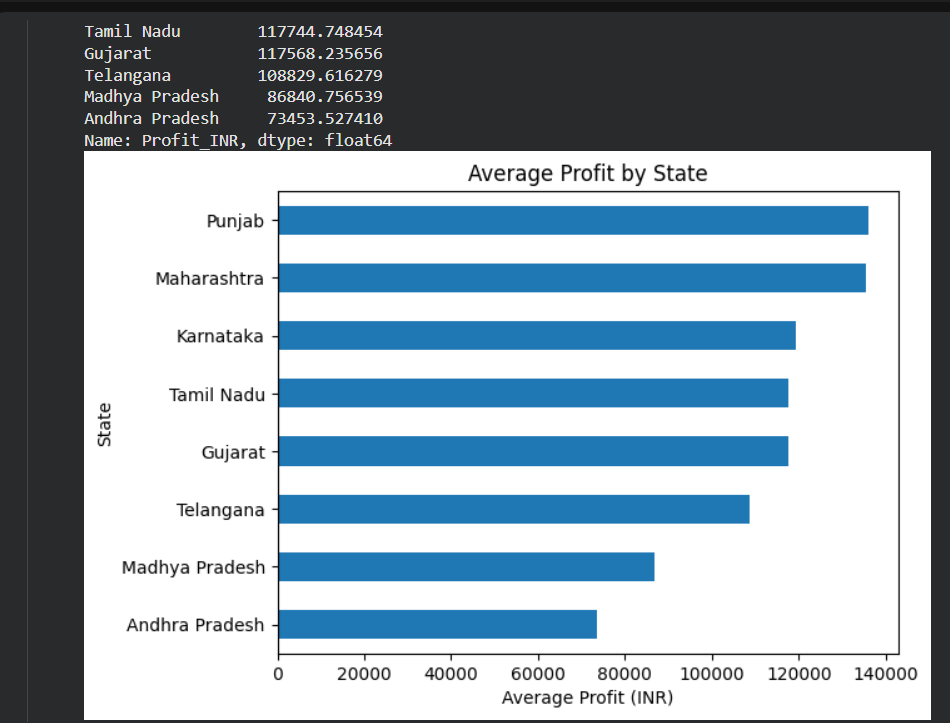 Tamil Nadu 117744.748454
Gujarat 117568.235656
Telangana 108829.616279
Madhya Pradesh 86840.756539
Andhra Pradesh 73453.527410
Name: Profit_INR, dtype: float64
Average Profit by State
Punjab
Maharashtra
Karnataka
Tamil Nadu
Gujarat
Telangana
Madhya Pradesh
Andhra Pradesh
State
0 20000 40000 60000 80000 100000 120000 140000
Average Profit (INR)